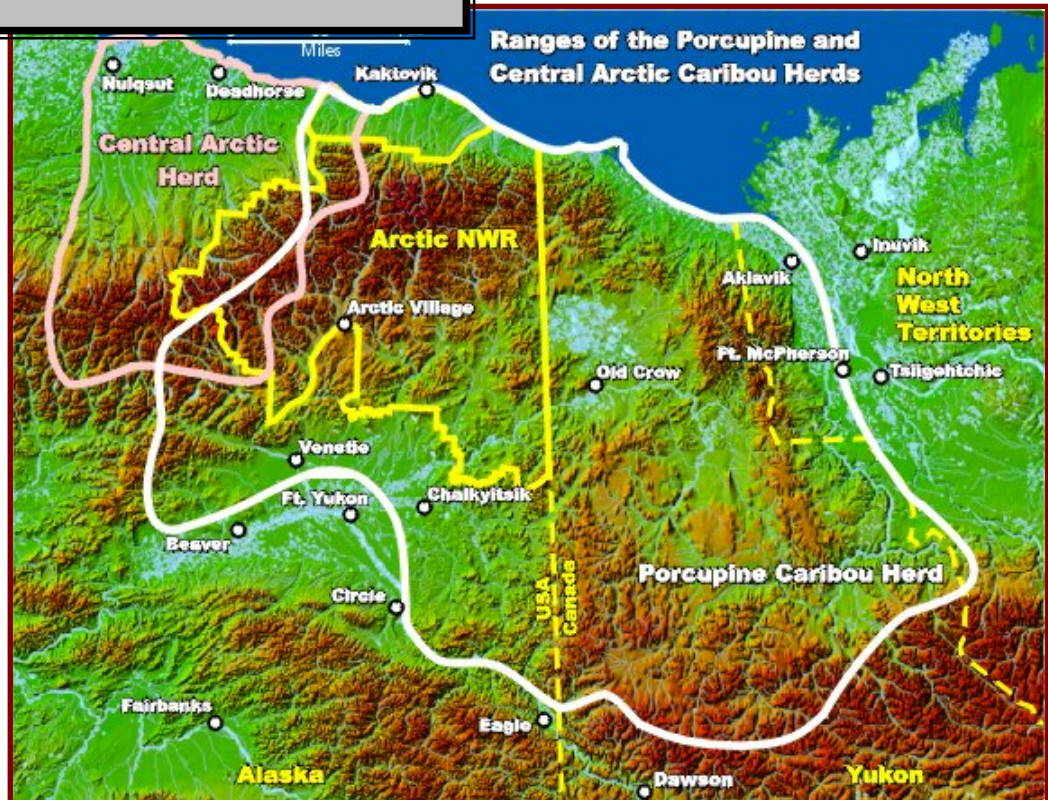 Miles
Ranges of the Porcupine and
Central Arctic Caribou Herds
Kaktovik
Nuiqsut
Deadhorse
Central Arctic
Herd
Arctic NWR
Inuvik
Aklavik
North
West
Territories
Arctic Village
Ft. McPherson
Old Crow
Tsiigehtchic
Venetie
Ft. Yukon
Chalkyitsik
Beaver
Porcupine Caribou Herd
Circle
USA
Canada
Fairbanks
Eagle
Alaska
Dawson
Yukon